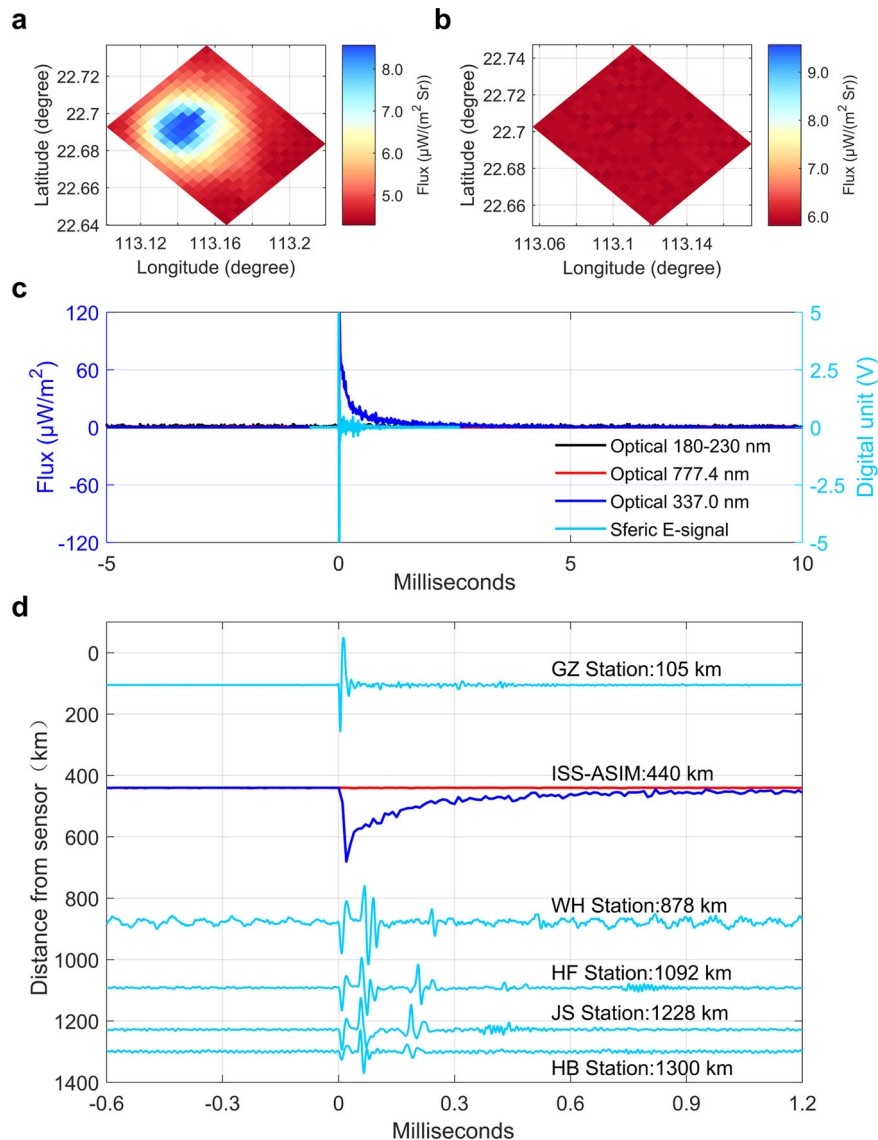 a
b
22.72
22.7
22.68
22.66
22.64
Latitude (degree)
113.12
113.16
113.2
Longitude (degree)
8.0
7.0
6.0
5.0
Flux (μW/(m² Sr))
22.74
22.72
22.7
22.68
22.66
Latitude (degree)
113.06
113.1
113.14
Longitude (degree)
9.0
8.0
7.0
6.0
Flux (μW/(m² Sr))
c
120
60
0
-60
-120
Flux (μW/m²)
5
2.5
0
-2.5
-5
Digital unit (V)
Optical 180-230 nm
Optical 777.4 nm
Optical 337.0 nm
Sferic E-signal
-5
0
5
10
Milliseconds
d
0
200
400
600
800
1000
1200
1400
Distance from sensor（km)
GZ Station:105 km
ISS-ASIM:440 km
WH Station:878 km
HF Station:1092 km
JS Station:1228 km
HB Station:1300 km
-0.6
-0.3
0
0.3
0.6
0.9
1.2
Milliseconds